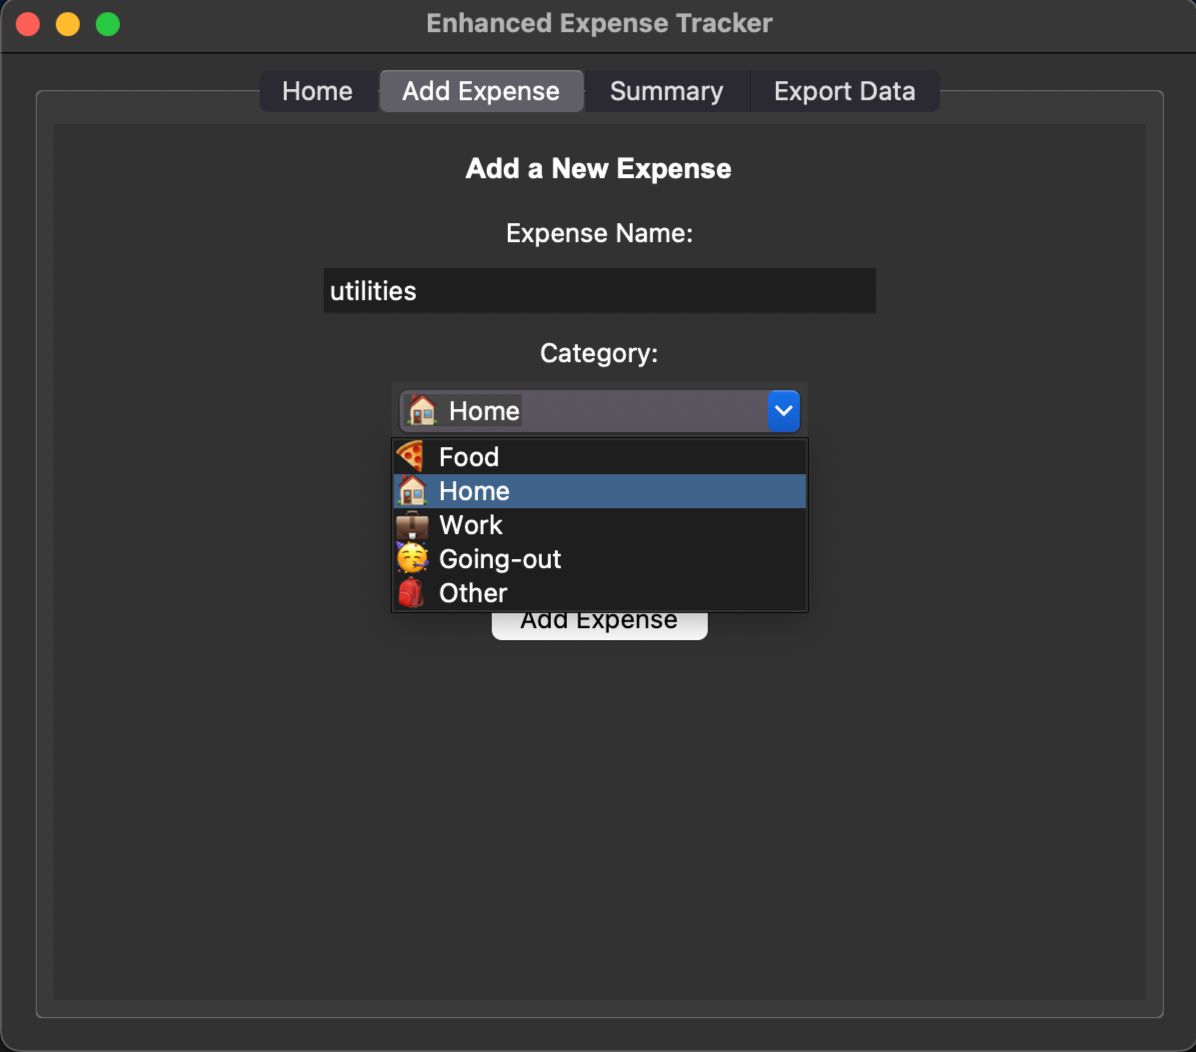 Enhanced Expense Tracker
Home Add Expense Summary Export Data
Add a New Expense
Expense Name:
utilities
Category:
🏠 Home
🍕 Food
🏠 Home
💼 Work
🥳 Going-out
🎒 Other
Add Expense